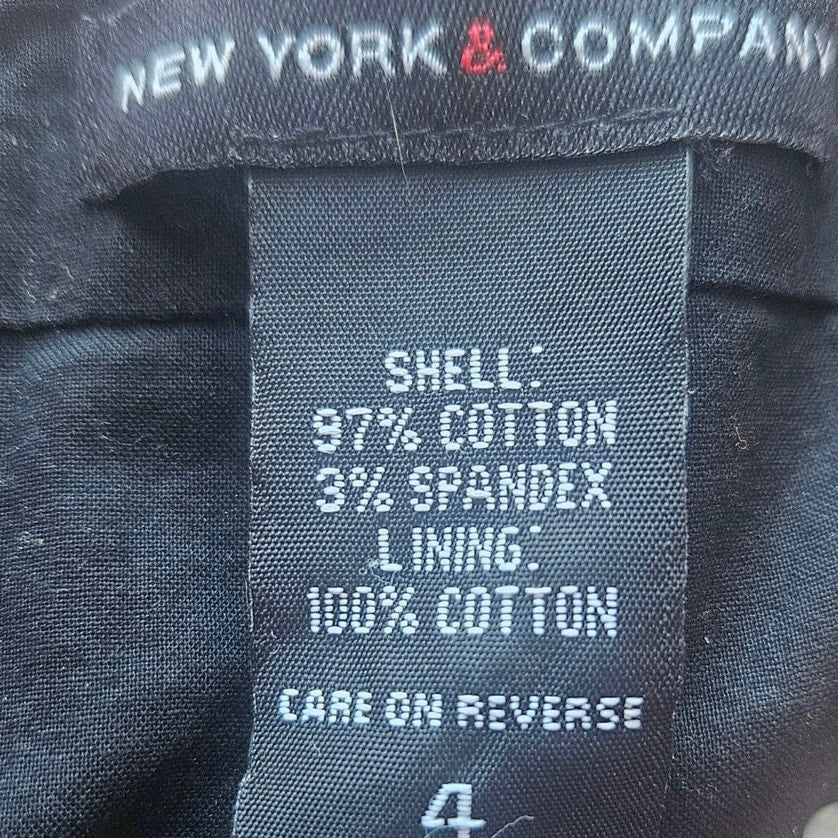 NEW YORK & COMPANY
SHELL:
97% COTTON
3% SPANDEX
LINING:
100% COTTON
CARE ON REVERSE
4